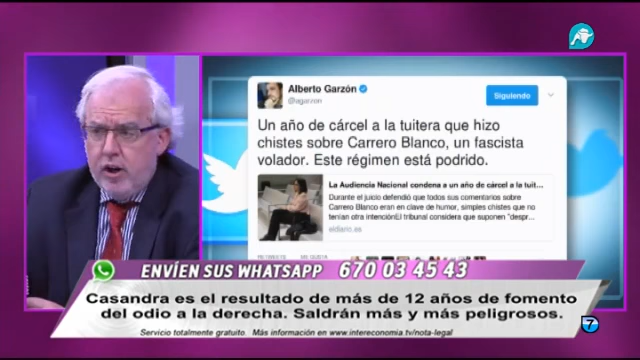 Alberto Garzón
@agarzon
Siguiendo
Un año de cárcel a la tuitera que hizo
chistes sobre Carrero Blanco, un fascista
volador. Este régimen está podrido.
La Audiencia Nacional condena a un año de cárcel a la tuit...
Durante el juicio defendió que todos sus comentarios sobre
Carrero Blanco eran en clave de humor, simples chistes que no
tenían otra intenciónEl tribunal considera que suponen "despr...
eldiario.es
ENVÍEN SUS WHATSAPP 670 03 45 43
Casandra es el resultado de más de 12 años de fomento
del odio a la derecha. Saldrán más y más peligrosos.
Servicio totalmente gratuito. Más información en www.intereconomia.tv/nota-legal
7